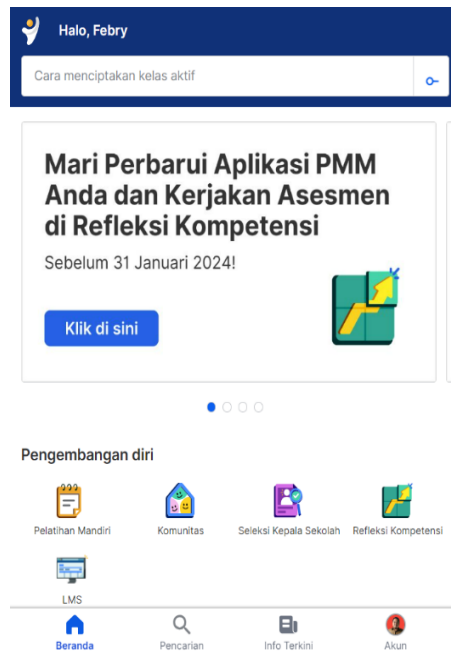 Halo, Febry
Cara menciptakan kelas aktif
Mari Perbarui Aplikasi PMM
Anda dan Kerjakan Asesmen
di Refleksi Kompetensi
Sebelum 31 Januari 2024!
Klik di sini
Pengembangan diri
Pelatihan Mandiri
Komunitas
Seleksi Kepala Sekolah
Refleksi Kompetensi
LMS
Beranda
Pencarian
Info Terkini
Akun